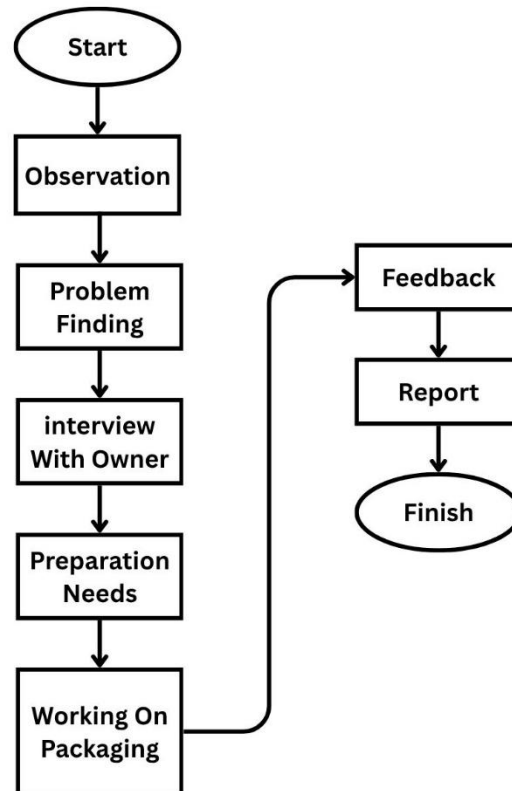 Start
Observation
Problem
Finding
interview
With Owner
Preparation
Needs
Working On
Packaging
Feedback
Report
Finish